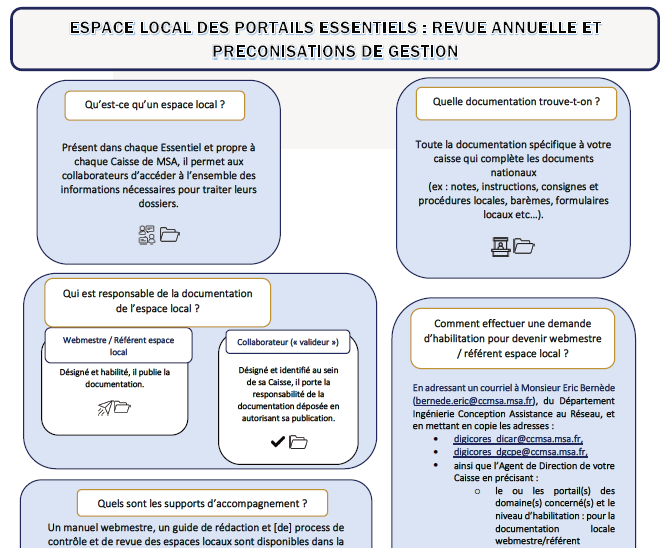 ESPACE LOCAL DES PORTAILS ESSENTIELS : REVUE ANNUELLE ET
PRECONISATIONS DE GESTION
Qu'est-ce qu'un espace local ?
Présent dans chaque Essentiel et propre à
chaque Caisse de MSA, il permet aux
collaborateurs d'accéder à l'ensemble des
informations nécessaires pour traiter leurs
dossiers.
Quelle documentation trouve-t-on ?
Toute la documentation spécifique à votre
caisse qui complète les documents
nationaux
(ex : notes, instructions, consignes et
procédures locales, barèmes, formulaires
locaux etc...).
Qui est responsable de la documentation
de l'espace local ?
Webmestre / Référent espace
local
Désigné et habilité, il publie la
documentation.
Collaborateur (« valideur »)
Désigné et identifié au sein
de sa Caisse, il porte la
responsabilité de la
documentation déposée en
autorisant sa publication.
Comment effectuer une demande
d'habilitation pour devenir webmestre
/ référent espace local ?
En adressant un courriel à Monsieur Eric Bernède
(bernede.eric@ccmsa.msa.fr), du Département
Ingénierie Conception Assistance au Réseau, et
en mettant en copie les adresses :
• digicores_dicar@ccmsa.msa.fr,
• digicores_dgcpe@ccmsa.msa.fr,
• ainsi que l'Agent de Direction de votre
Caisse en précisant :
o le ou les portail(s) des
domaine(s) concerné(s) et le
niveau d'habilitation : pour la
documentation locale
webmestre/référent
Quels sont les supports d'accompagnement ?
Un manuel webmestre, un guide de rédaction et [de] process de
contrôle et de revue des espaces locaux sont disponibles dans la